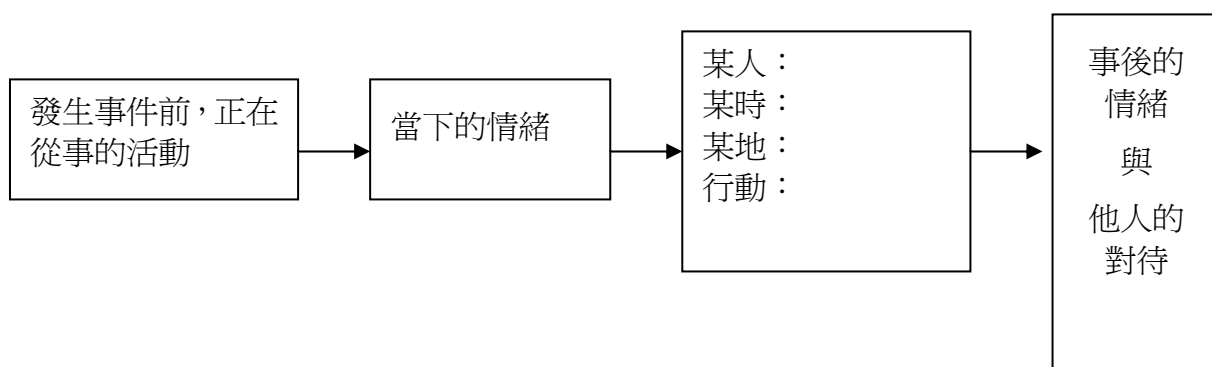 發生事件前，正在
從事的活動
當下的情緒
某人：
某時：
某地：
行動：
事後的
情緒
與
他人的
對待